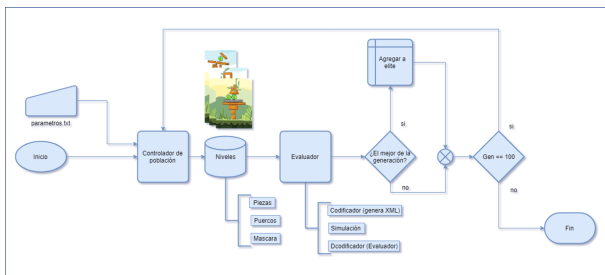 parametros.txt
Inicio
Controlador de
población
Niveles
Piezas
Puercos
Mascara
Evaluador
Codificador (genera XML)
Simulación
Dcodificador (Evaluador)
Agregar a
elite
si
¿El mejor de la
generación?
no
Gen == 100
si
no
Fin